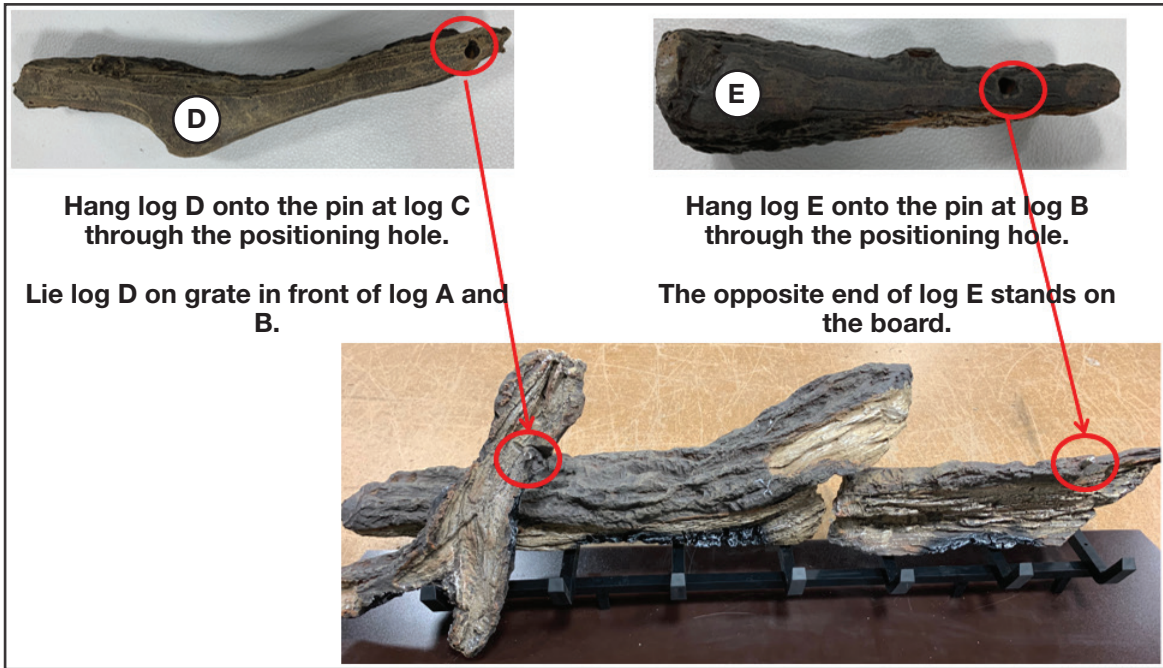 D
Hang log D onto the pin at log C
through the positioning hole.
Lie log D on grate in front of log A and
B.
E
Hang log E onto the pin at log B
through the positioning hole.
The opposite end of log E stands on
the board.